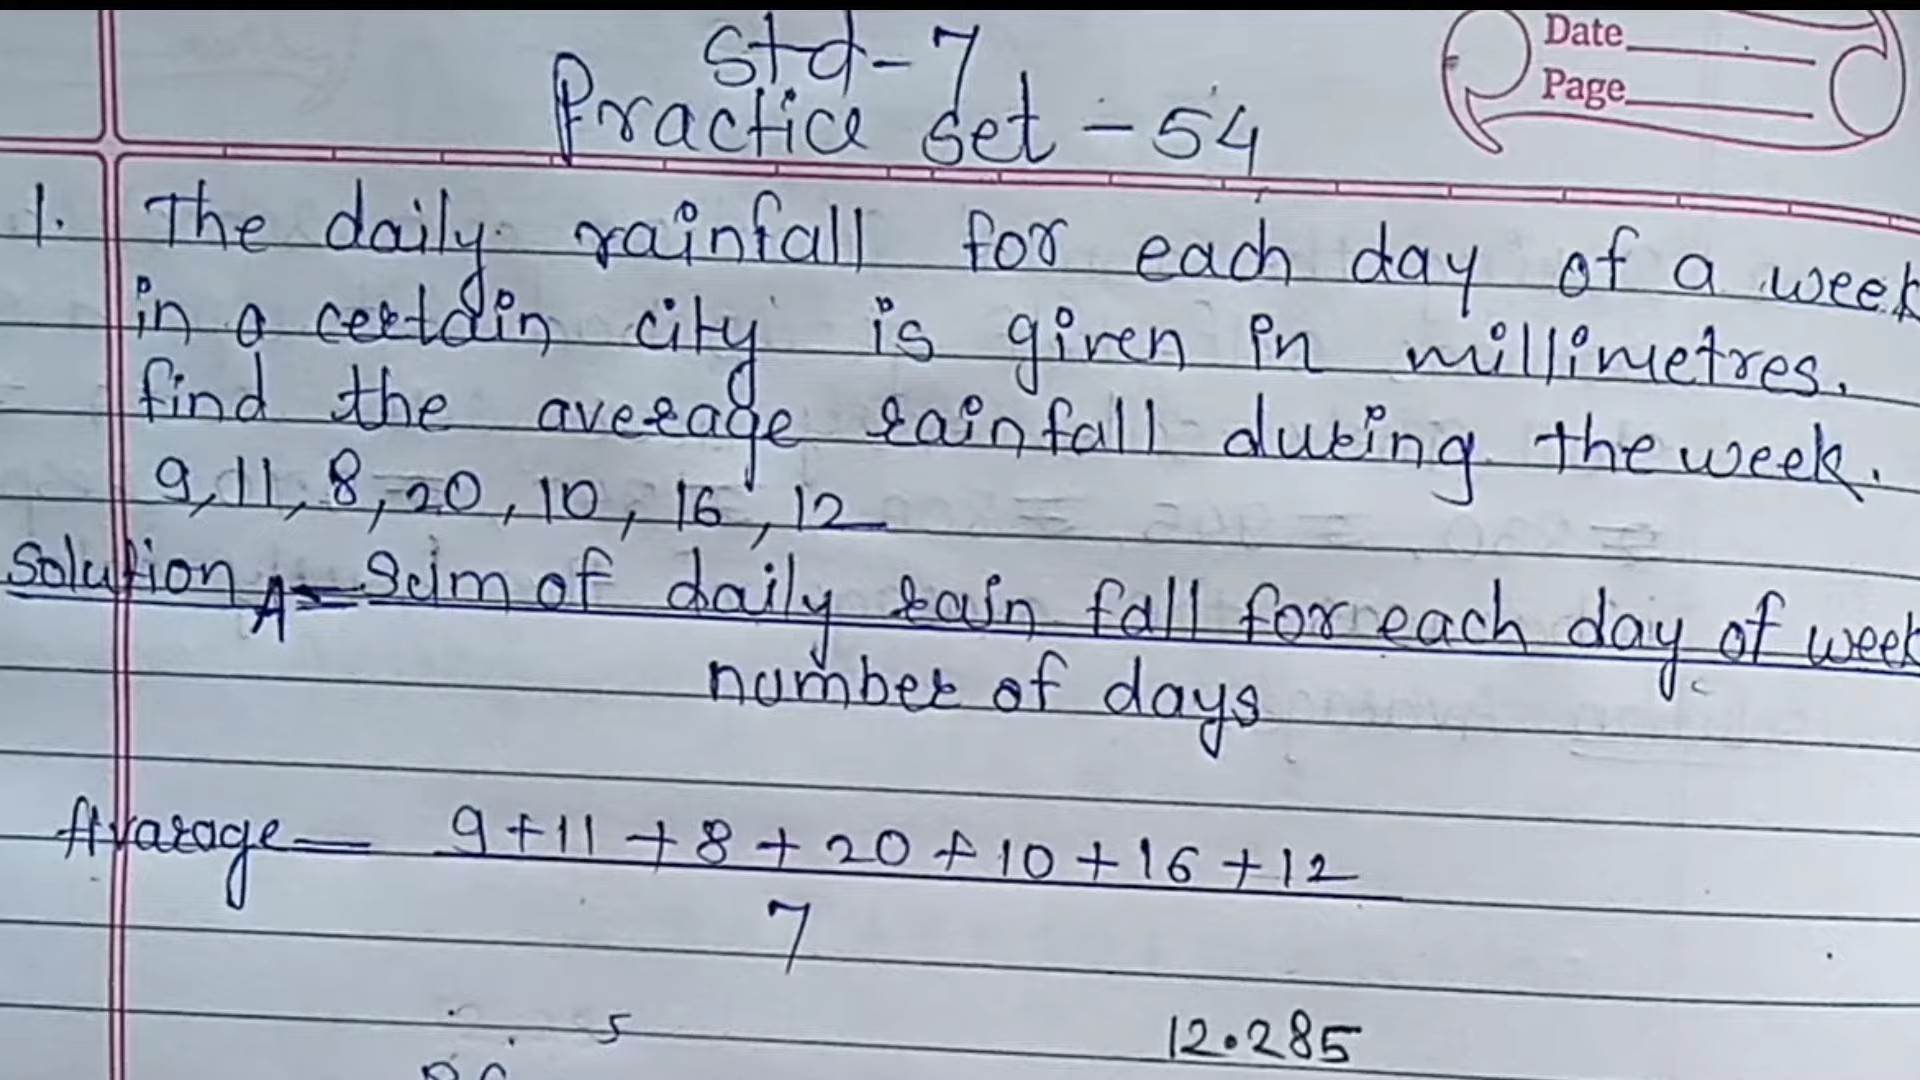 Std-7
Date
Page
Practice Set - 54
1. The daily rainfall for each day of a week
in a certain city is given in millimetres.
find the average rainfall during the week.
9, 11, 8, 20, 10, 16, 12
Solution A = Sum of daily rain fall for each day of week
number of days
Avarage = 9 + 11 + 8 + 20 + 10 + 16 + 12
7
5
12.285